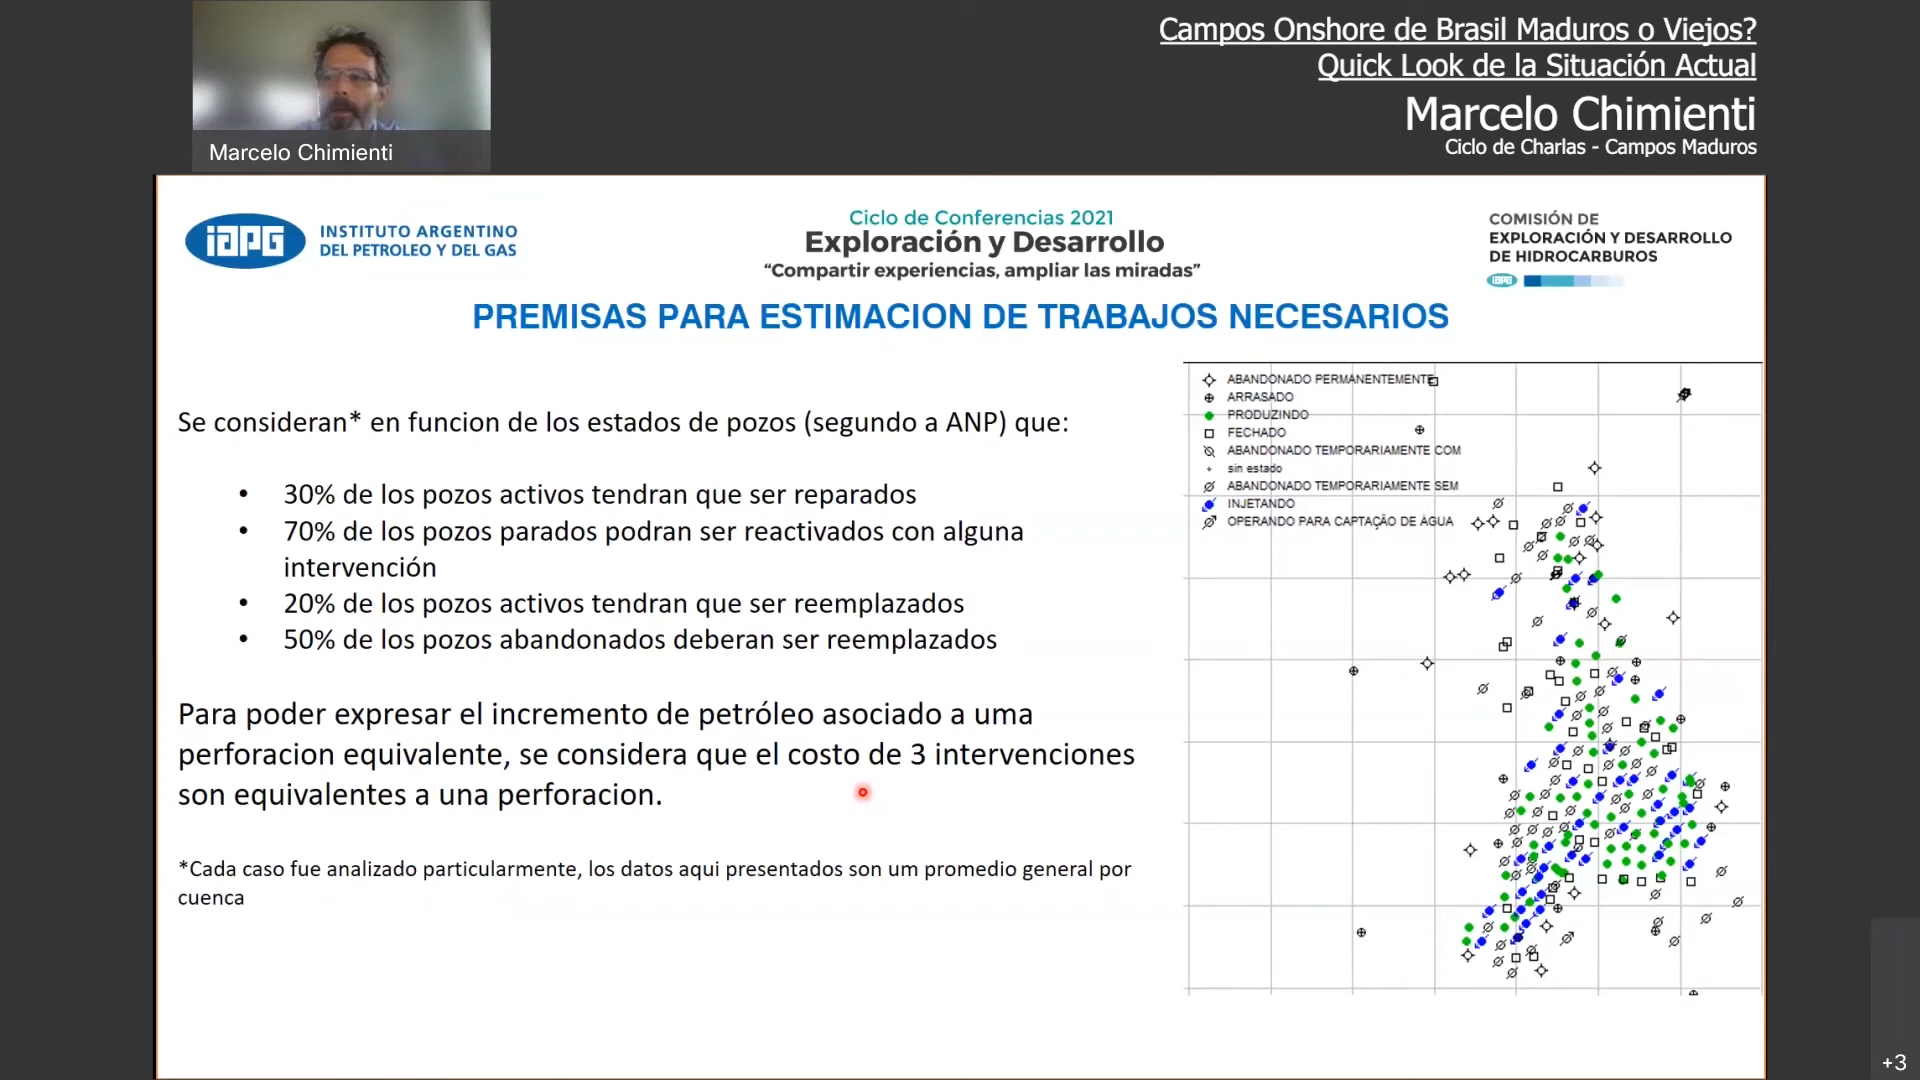 Campos Onshore de Brasil Maduros o Viejos?
Quick Look de la Situación Actual
Marcelo Chimienti
Ciclo de Charlas - Campos Maduros
Marcelo Chimienti
iAPG
INSTITUTO ARGENTINO
DEL PETROLEO Y DEL GAS
Ciclo de Conferencias 2021
Exploración y Desarrollo
“Compartir experiencias, ampliar las miradas”
COMISIÓN DE
EXPLORACIÓN Y DESARROLLO
DE HIDROCARBUROS
iAPG
PREMISAS PARA ESTIMACION DE TRABAJOS NECESARIOS
Se consideran* en funcion de los estados de pozos (segundo a ANP) que:
• 30% de los pozos activos tendran que ser reparados
• 70% de los pozos parados podran ser reactivados con alguna
intervención
• 20% de los pozos activos tendran que ser reemplazados
• 50% de los pozos abandonados deberan ser reemplazados
Para poder expresar el incremento de petróleo asociado a uma
perforacion equivalente, se considera que el costo de 3 intervenciones
son equivalentes a una perforacion.
*Cada caso fue analizado particularmente, los datos aqui presentados son um promedio general por
cuenca
ABANDONADO PERMANENTEMENTE
ARRASADO
PRODUZINDO
FECHADO
ABANDONADO TEMPORARIAMENTE COM
sin estado
ABANDONADO TEMPORARIAMENTE SEM
INJETANDO
OPERANDO PARA CAPTAÇÃO DE ÁGUA
+3